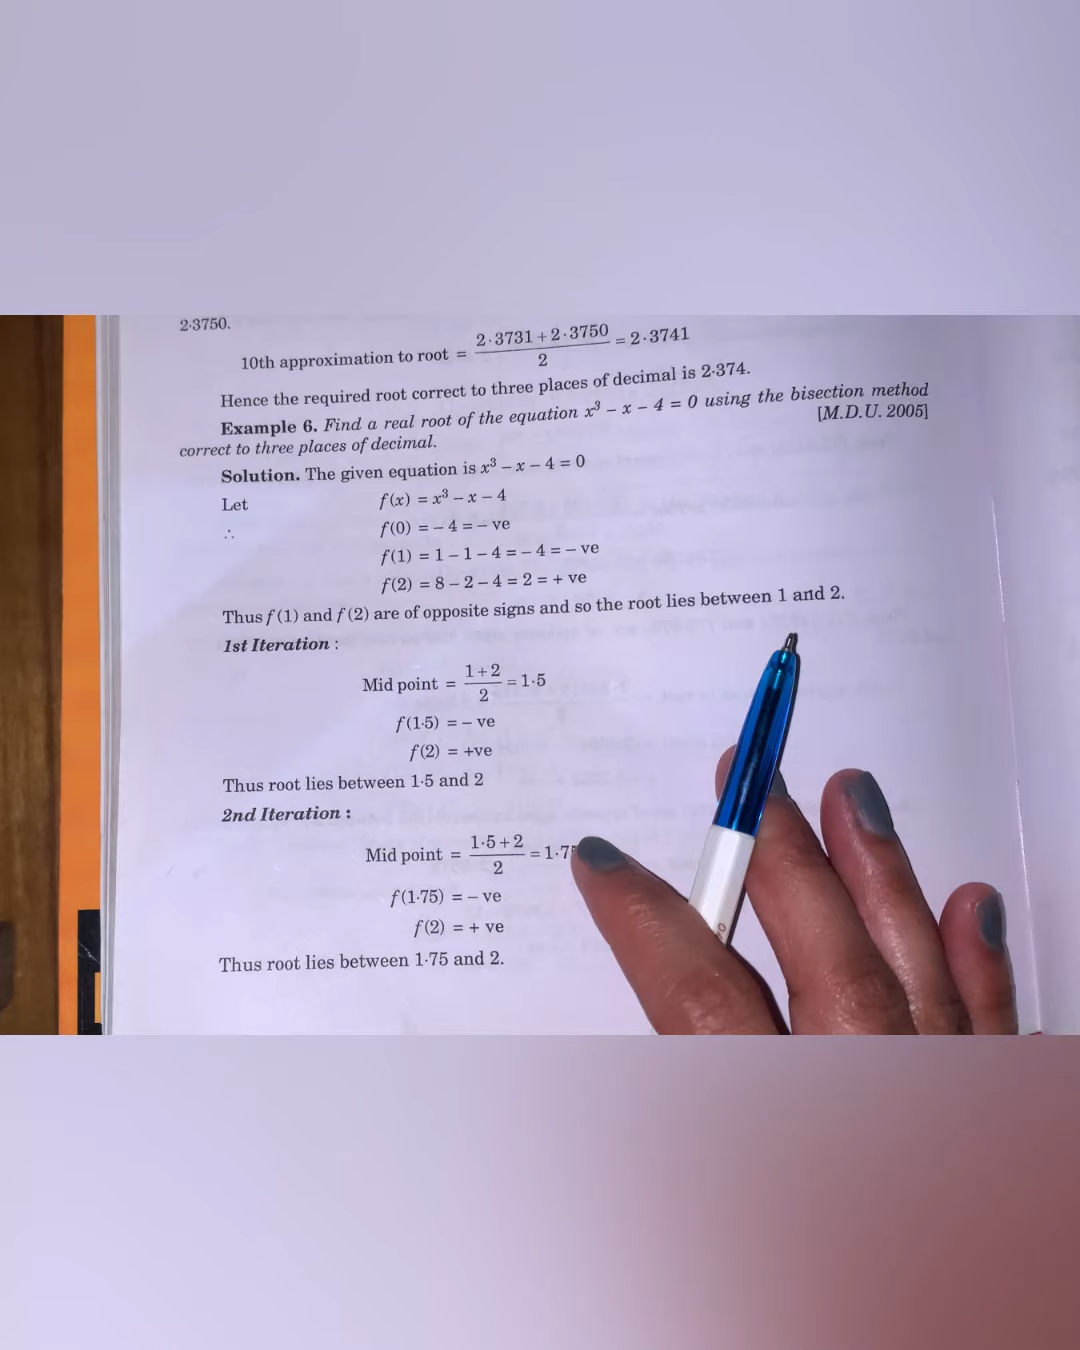 2·3750.
10th approximation to root = (2·3731 + 2·3750)/2 = 2·3741
Hence the required root correct to three places of decimal is 2·374.
Example 6. Find a real root of the equation x³ – x – 4 = 0 using the bisection method
correct to three places of decimal. [M.D.U. 2005]
Solution. The given equation is x³ – x – 4 = 0
Let f(x) = x³ – x – 4
∴ f(0) = – 4 = – ve
f(1) = 1 – 1 – 4 = – 4 = – ve
f(2) = 8 – 2 – 4 = 2 = + ve
Thus f (1) and f (2) are of opposite signs and so the root lies between 1 and 2.
1st Iteration :
Mid point = (1 + 2)/2 = 1·5
f(1·5) = – ve
f(2) = +ve
Thus root lies between 1·5 and 2
2nd Iteration :
Mid point = (1·5 + 2)/2 = 1·75
f(1·75) = – ve
f(2) = + ve
Thus root lies between 1·75 and 2.